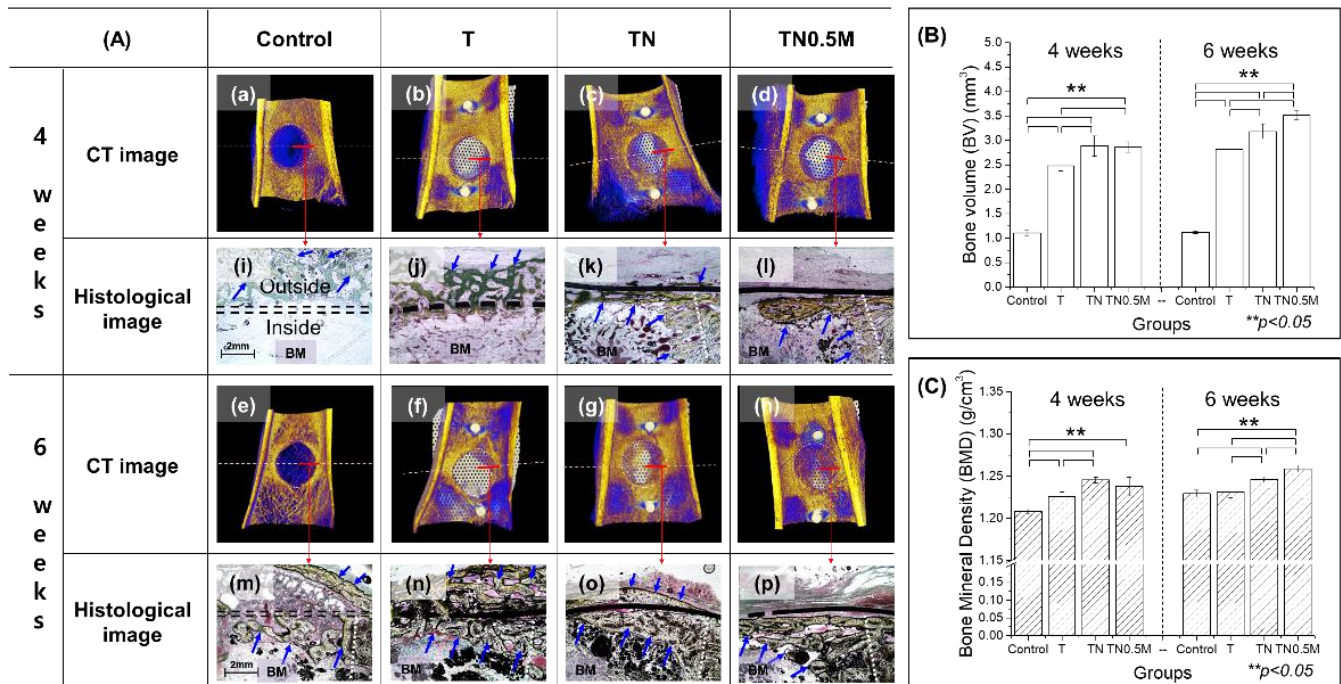 (A) Control T TN TN0.5M
4 weeks
CT image
(a) (b) (c) (d)
Histological image
(i) (j) (k) (l)
Outside
Inside
2mm
BM BM BM BM
6 weeks
CT image
(e) (f) (g) (h)
Histological image
(m) (n) (o) (p)
2mm
BM BM BM BM
(B)
Bone volume (BV) (mm³)
5.0
4.5
4.0
3.5
3.0
2.5
2.0
1.5
1.0
0.5
0.0
4 weeks 6 weeks
** **
Control T TN TN0.5M -- Control T TN TN0.5M
Groups **p<0.05
(C)
Bone Mineral Density (BMD) (g/cm³)
1.35
1.30
1.25
1.20
1.15
0.15
0.10
0.05
0.00
4 weeks 6 weeks
** **
Control T TN TN0.5M -- Control T TN TN0.5M
Groups **p<0.05